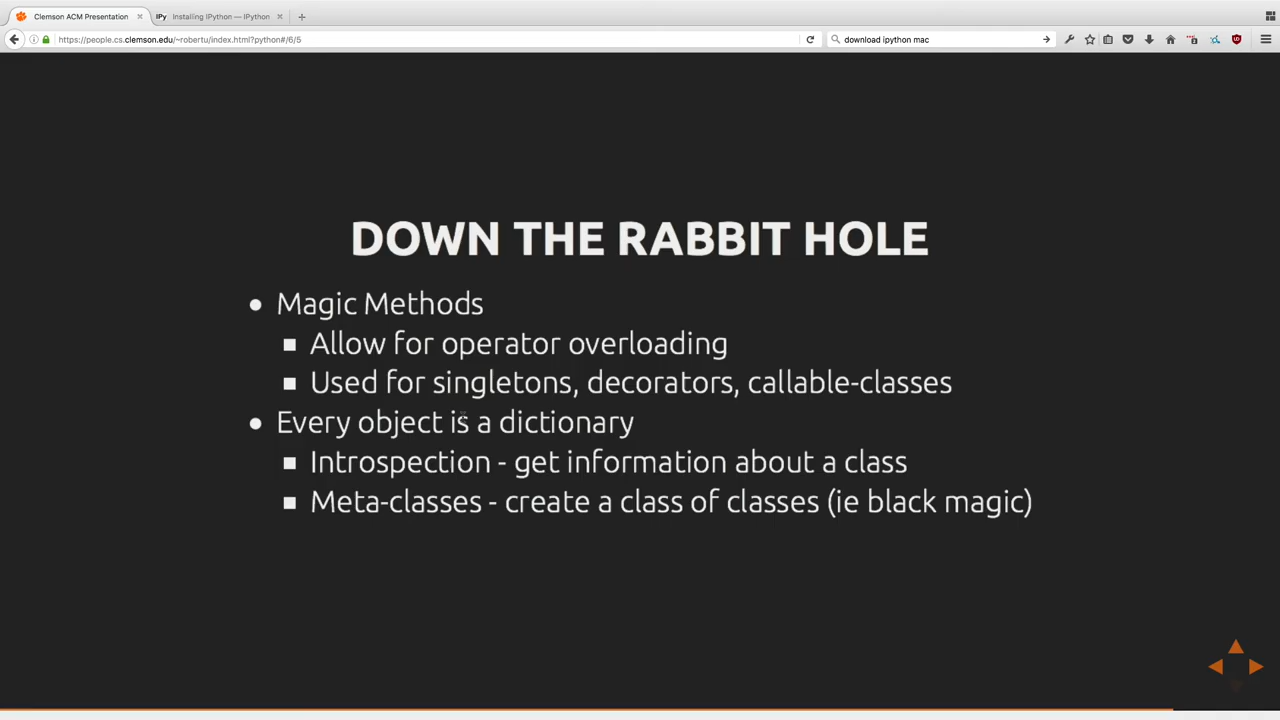 Clemson ACM Presentation
IPy Installing IPython — IPython
https://people.cs.clemson.edu/~robertu/index.html?python#/6/5
download ipython mac
DOWN THE RABBIT HOLE
Magic Methods
Allow for operator overloading
Used for singletons, decorators, callable-classes
Every object is a dictionary
Introspection - get information about a class
Meta-classes - create a class of classes (ie black magic)